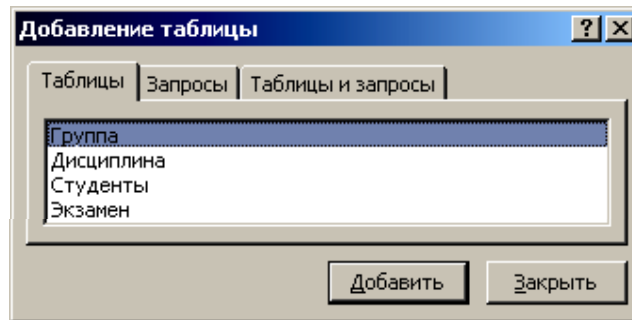 Добавление таблицы
Таблицы Запросы Таблицы и запросы
Группа
Дисциплина
Студенты
Экзамен
Добавить Закрыть